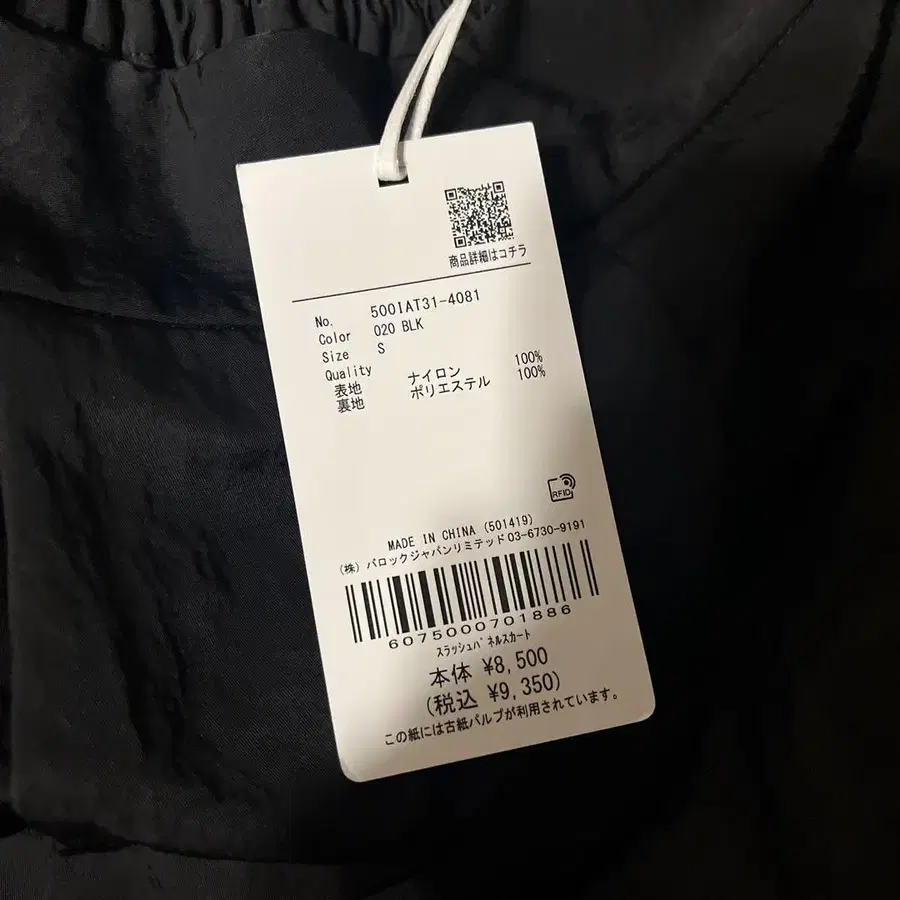 商品詳細はコチラ
No. 500IAT31-4081
Color 020 BLK
Size S
Quality
表地 ナイロン 100%
裏地 ポリエステル 100%
RFID
MADE IN CHINA (501419)
(株) バロックジャパンリミテッド 03-6730-9191
6075000701886
スラッシュパネルスカート
本体 ¥8,500
(税込 ¥9,350)
この紙には古紙パルプが利用されています。